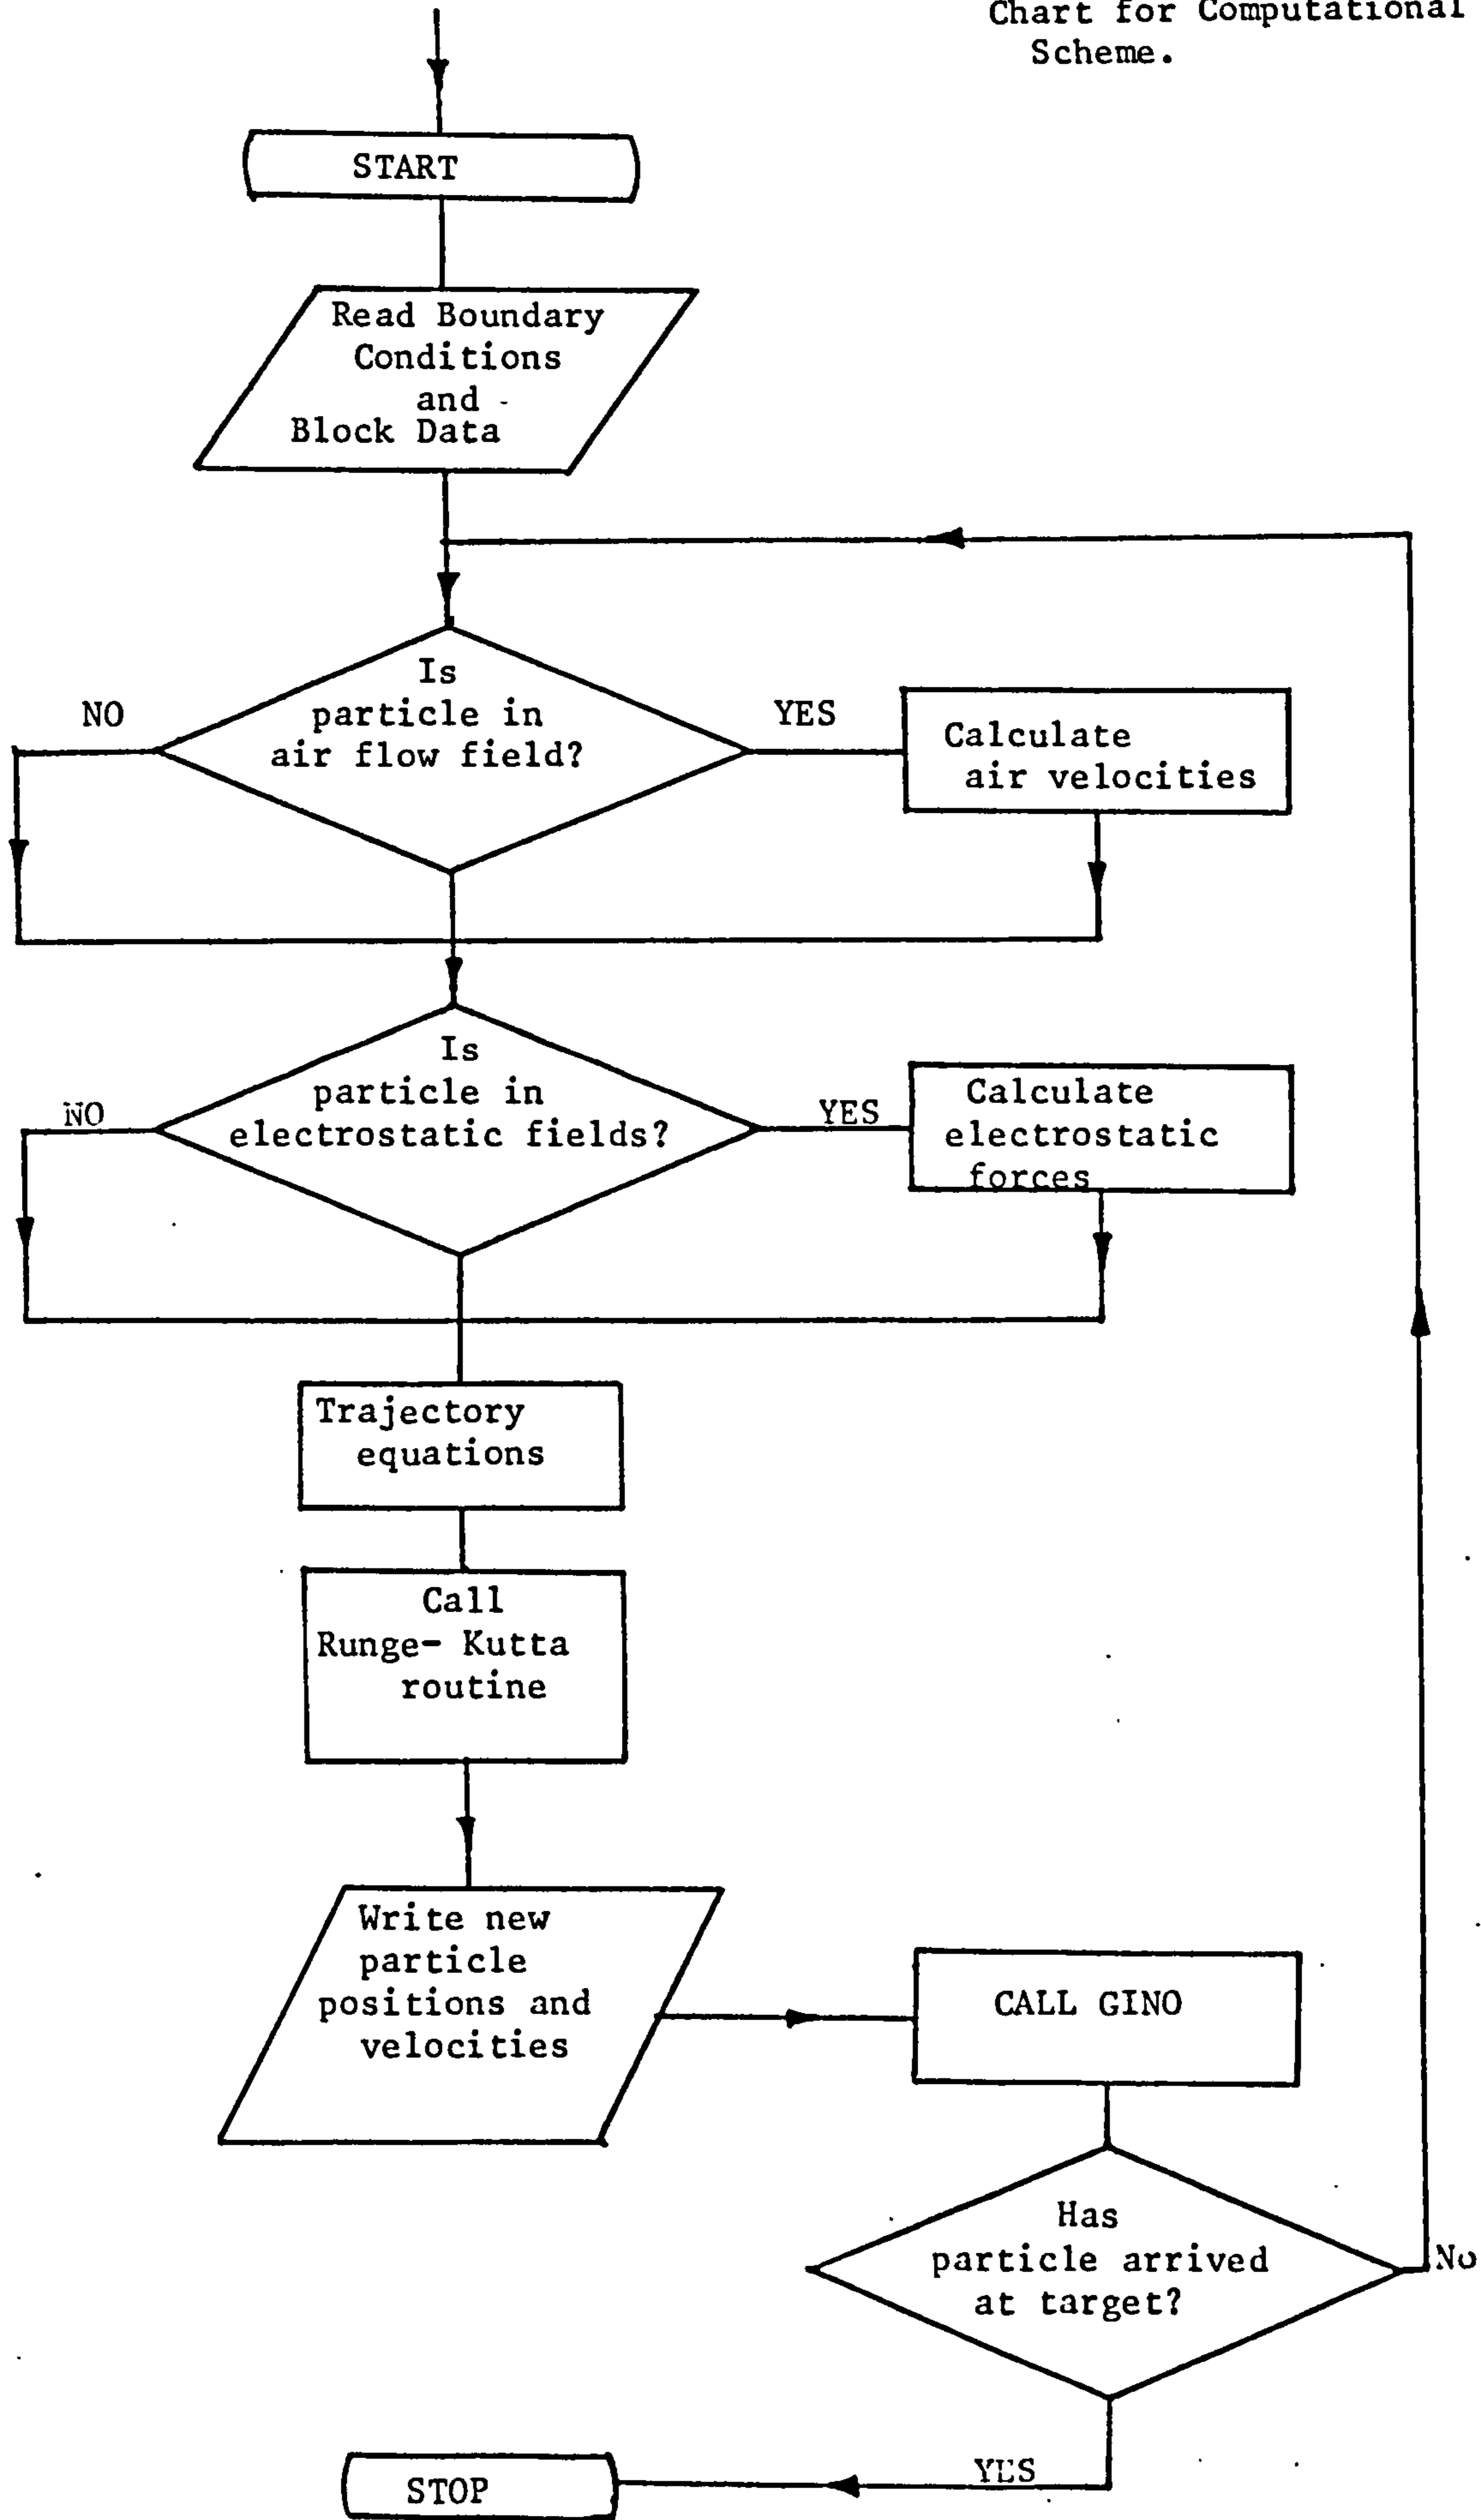 Chart for Computational
Scheme.
START
Read Boundary
Conditions
and
Block Data
Is
particle in
air flow field?
NO
YES
Calculate
air velocities
Is
particle in
electrostatic fields?
NO
YES
Calculate
electrostatic
forces
Trajectory
equations
Call
Runge- Kutta
routine
Write new
particle
positions and
velocities
CALL GINO
Has
particle arrived
at target?
No
YES
STOP